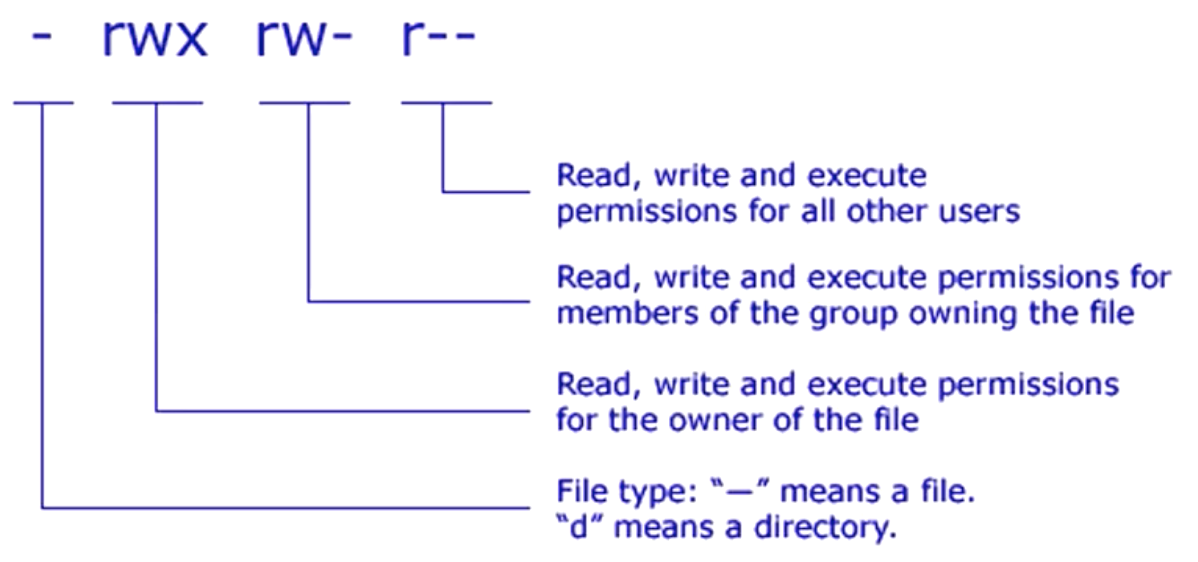 - rwx rw- r--
Read, write and execute
permissions for all other users
Read, write and execute permissions for
members of the group owning the file
Read, write and execute permissions
for the owner of the file
File type: “—” means a file.
“d” means a directory.